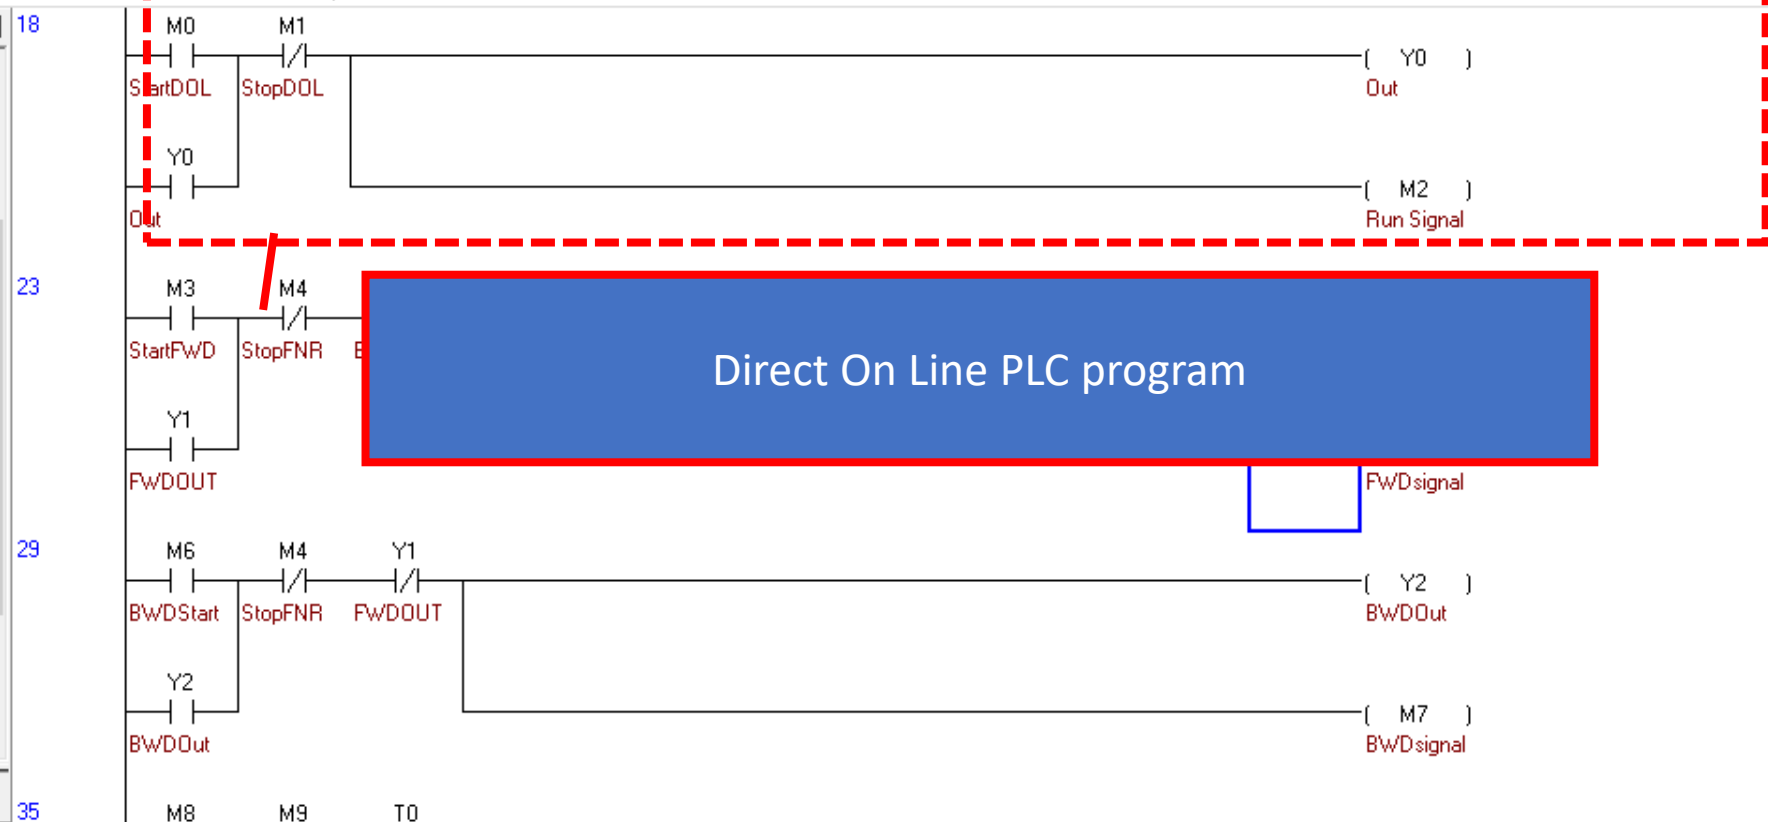 18
M0 M1
( Y0 )
StartDOL StopDOL
Out
Y0
( M2 )
Out
Run Signal
23
M3 M4
StartFWD StopFNR
Direct On Line PLC program
Y1
FWDOUT
FWDsignal
29
M6 M4 Y1
( Y2 )
BWDStart StopFNR FWDOUT
BWDOut
Y2
( M7 )
BWDOut
BWDsignal
35
M8 M9 T0